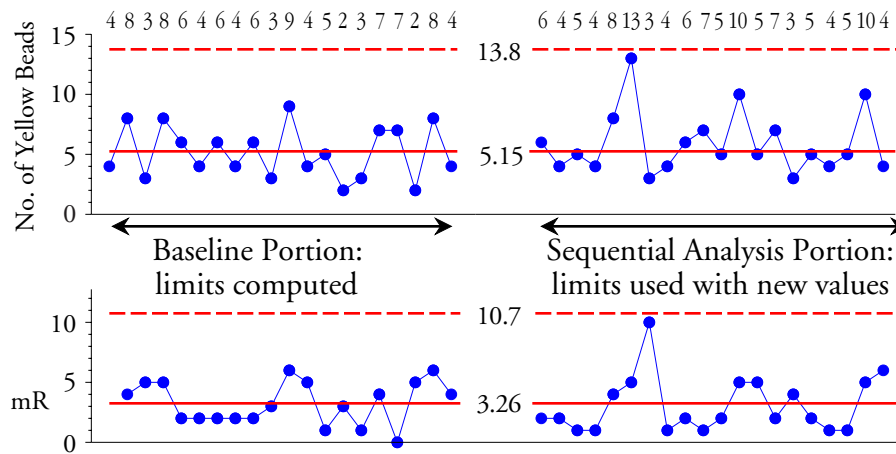 4 8 3 8 6 4 6 4 6 3 9 4 5 2 3 7 7 2 8 4
6 4 5 4 8 13 3 4 6 7 5 10 5 7 3 5 4 5 10 4
No. of Yellow Beads
15
10
5
0
13.8
5.15
Baseline Portion:
limits computed
Sequential Analysis Portion:
limits used with new values
mR
10
5
0
10.7
3.26